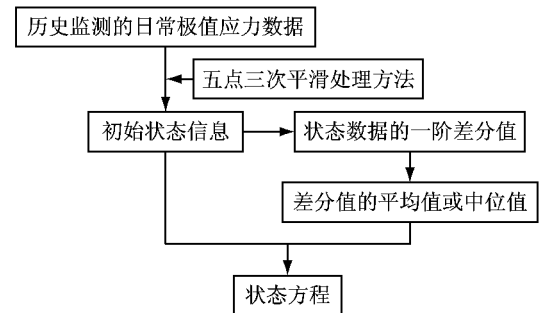 历史监测的日常极值应力数据
五点三次平滑处理方法
初始状态信息
状态数据的一阶差分值
差分值的平均值或中位值
状态方程